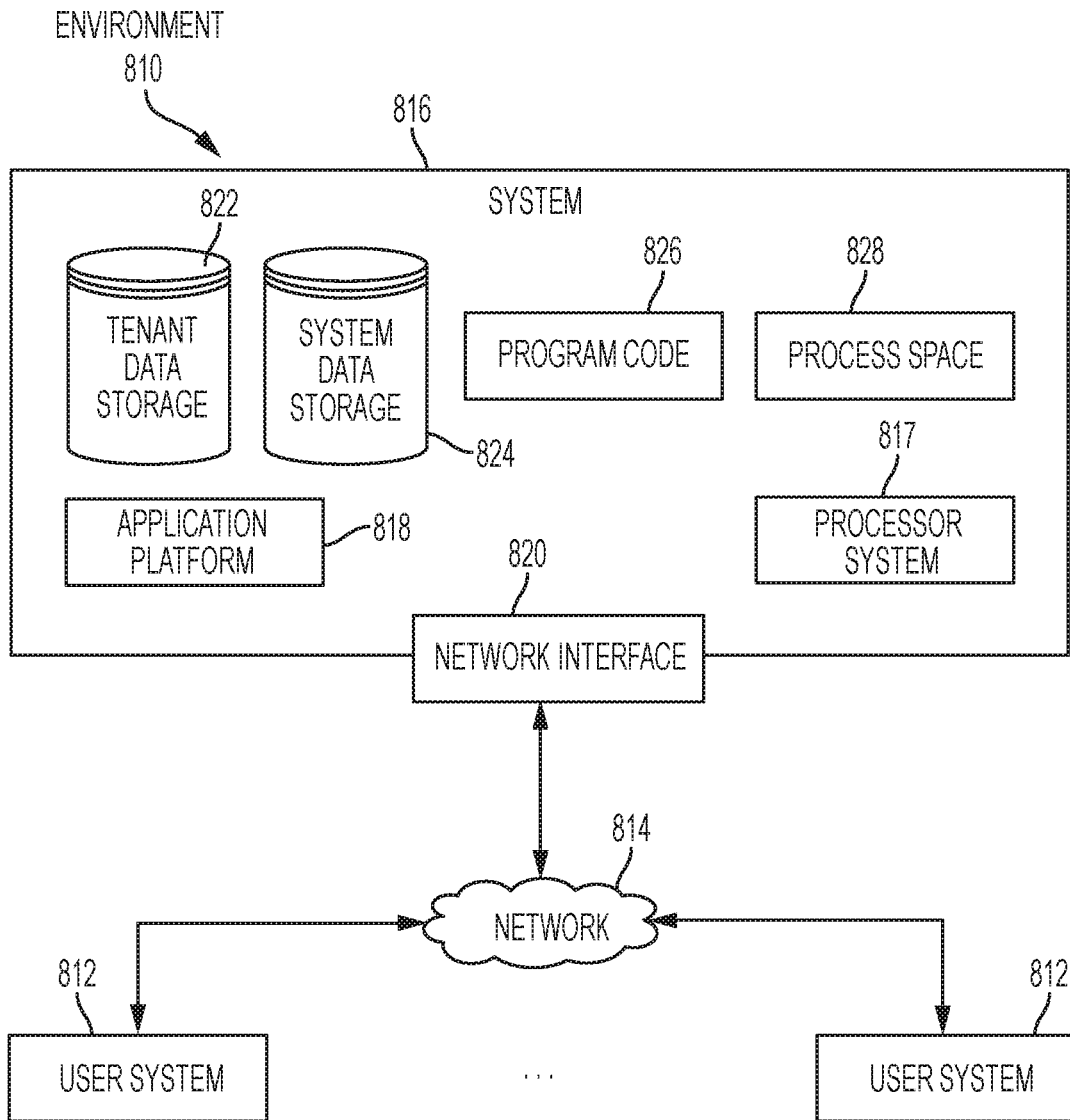 ENVIRONMENT
810
816
SYSTEM
822
826
828
TENANT
DATA
STORAGE
SYSTEM
DATA
STORAGE
824
PROGRAM CODE
PROCESS SPACE
817
APPLICATION
PLATFORM
818
PROCESSOR
SYSTEM
820
NETWORK INTERFACE
814
NETWORK
812
812
USER SYSTEM
...
USER SYSTEM